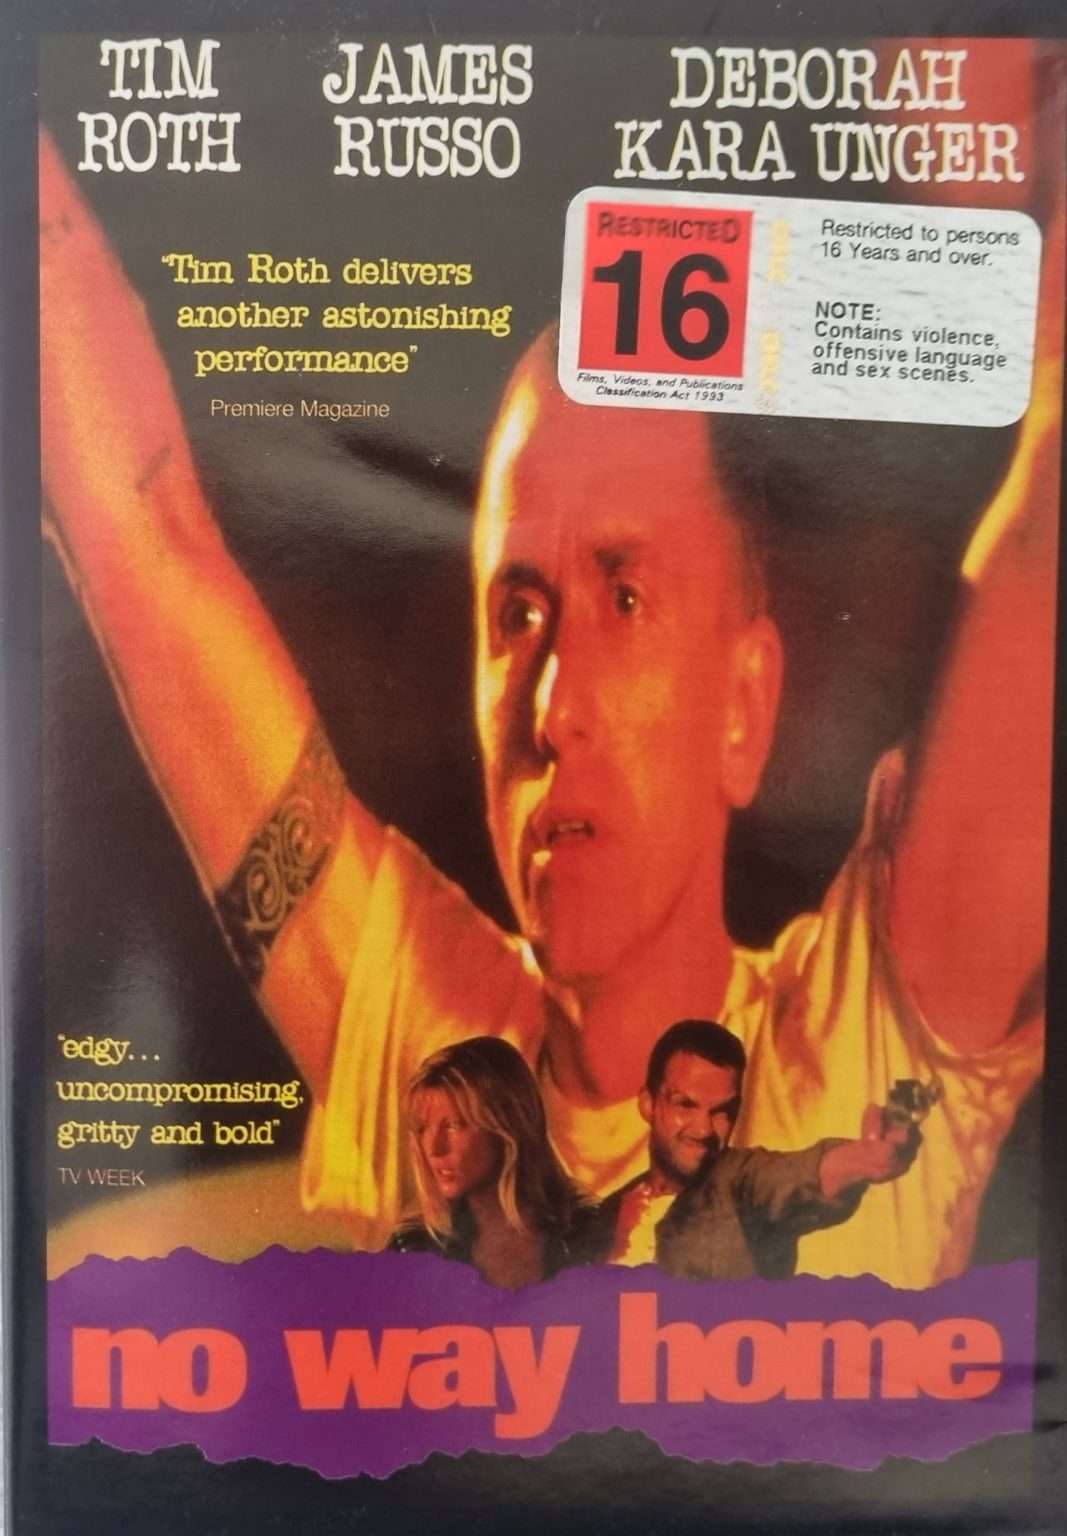 TIM
ROTH
JAMES
RUSSO
DEBORAH
KARA UNGER
RESTRICTED
16
Films, Videos, and Publications
Classification Act 1993
Restricted to persons
16 Years and over.
NOTE:
Contains violence,
offensive language
and sex scenes.
"Tim Roth delivers
another astonishing
performance"
Premiere Magazine
"edgy...
uncompromising,
gritty and bold"
TV WEEK
no way home